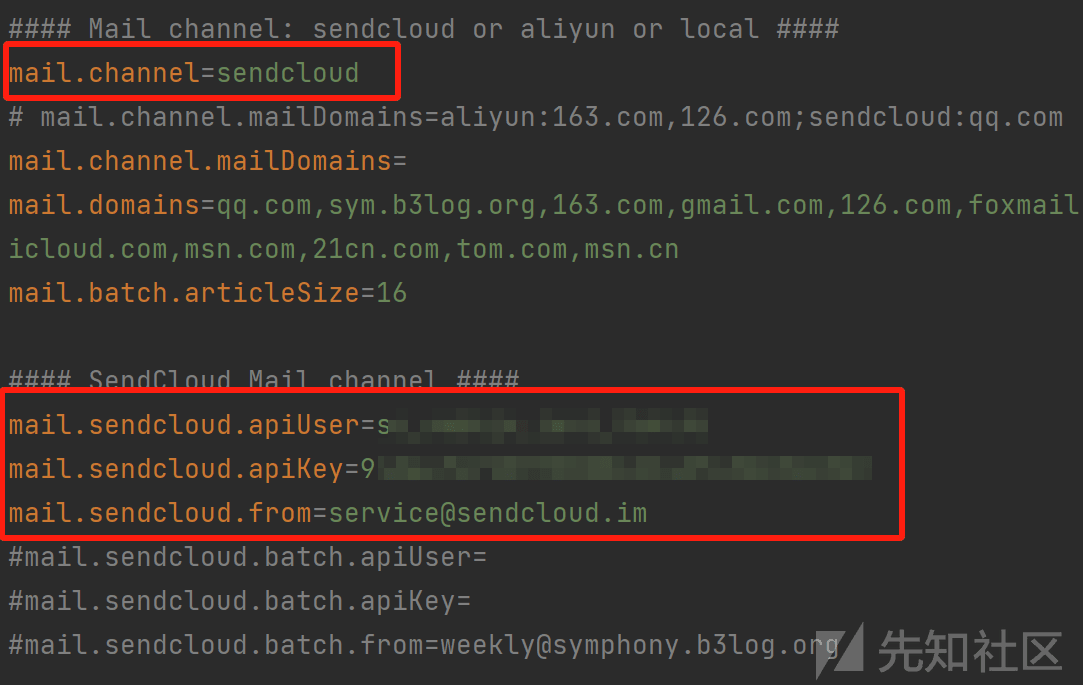 #### Mail channel: sendcloud or aliyun or local ####
mail.channel=sendcloud
# mail.channel.mailDomains=aliyun:163.com,126.com;sendcloud:qq.com
mail.channel.mailDomains=
mail.domains=qq.com,sym.b3log.org,163.com,gmail.com,126.com,foxmail
icloud.com,msn.com,21cn.com,tom.com,msn.cn
mail.batch.articleSize=16
#### SendCloud Mail channel ####
mail.sendcloud.apiUser=s
mail.sendcloud.apiKey=9
mail.sendcloud.from=service@sendcloud.im
#mail.sendcloud.batch.apiUser=
#mail.sendcloud.batch.apiKey=
#mail.sendcloud.batch.from=weekly@symphony.b3log.org
先知社区